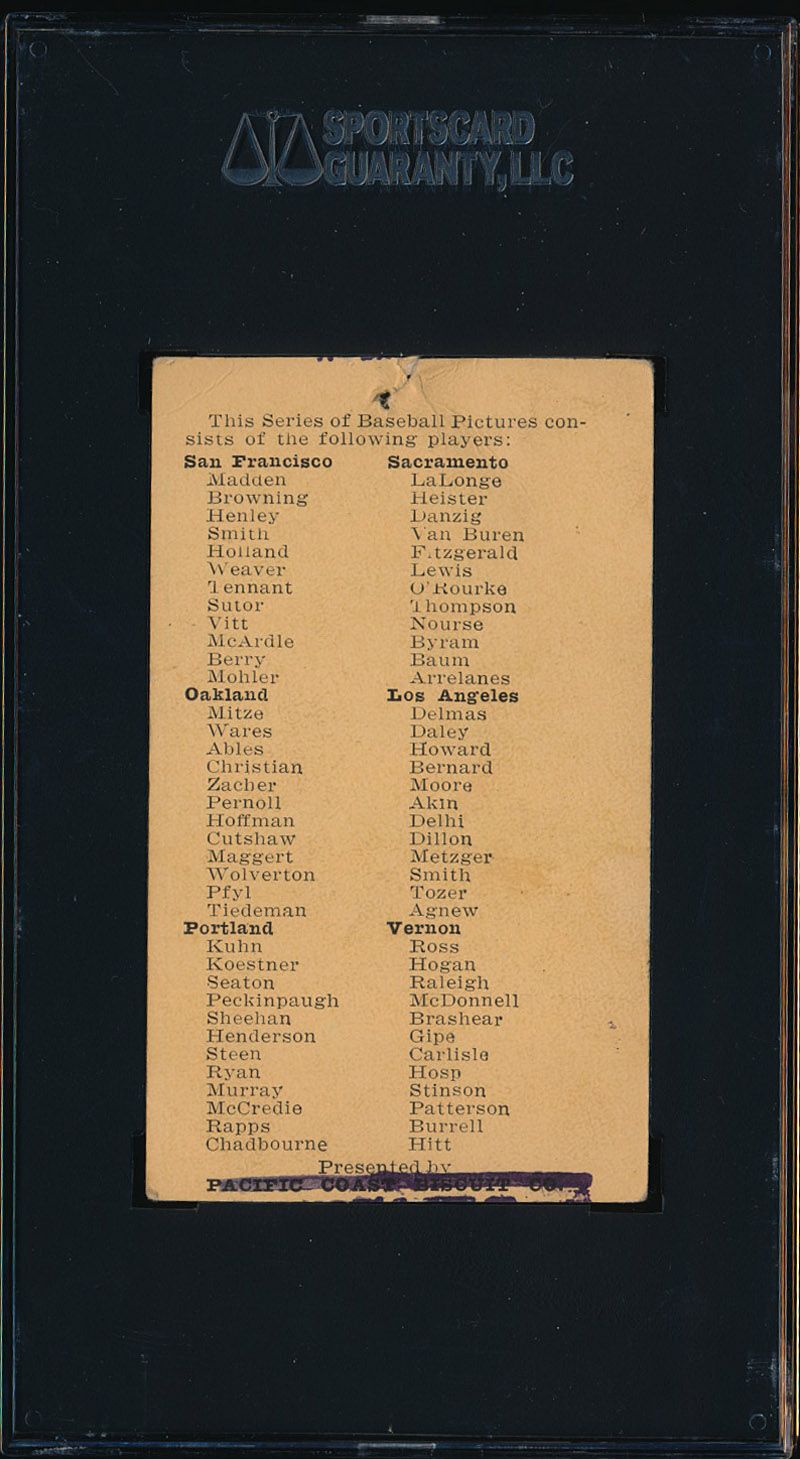 SPORTSCARD
GUARANTY, LLC
This Series of Baseball Pictures con-
sists of the following players:
San Francisco
Madden
Browning
Henley
Smith
Holland
Weaver
Tennant
Sutor
Vitt
McArdle
Berry
Mohler
Oakland
Mitze
Wares
Ables
Christian
Zacher
Pernoll
Hoffman
Cutshaw
Maggert
Wolverton
Pfyl
Tiedeman
Portland
Kuhn
Koestner
Seaton
Peckinpaugh
Sheehan
Henderson
Steen
Ryan
Murray
McCredie
Rapps
Chadbourne
Sacramento
LaLonge
Heister
Danzig
Van Buren
F.tzgerald
Lewis
O'Rourke
Thompson
Nourse
Byram
Baum
Arrelanes
Los Angeles
Delmas
Daley
Howard
Bernard
Moore
Akin
Delhi
Dillon
Metzger
Smith
Tozer
Agnew
Vernon
Ross
Hogan
Raleigh
McDonnell
Brashear
Gipe
Carlisle
Hosp
Stinson
Patterson
Burrell
Hitt
Presented by
PACIFIC COAST BISCUIT CO.